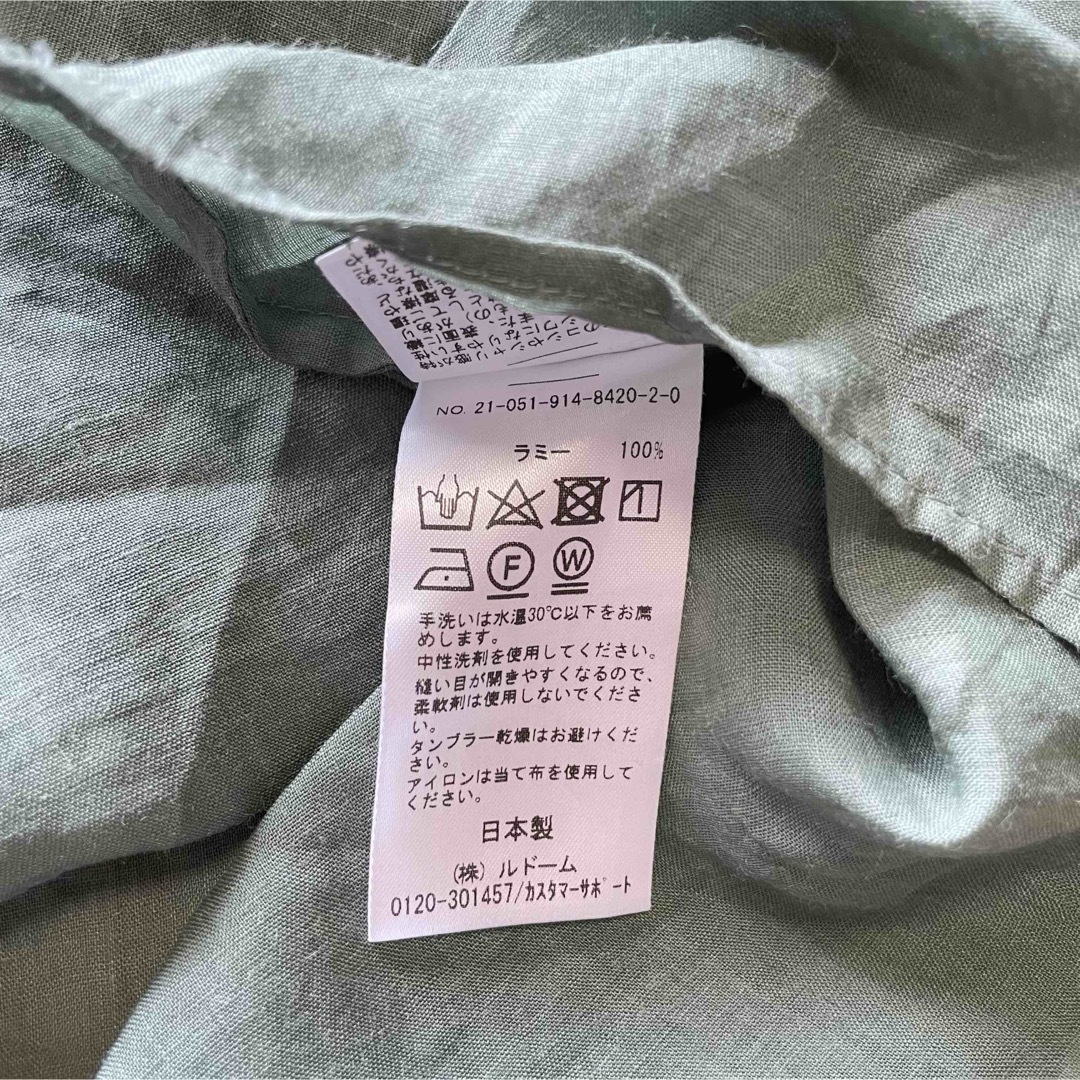 NO. 21-051-914-8420-2-0
ラミー 100%
F W
手洗いは水温30℃以下をお薦
めします。
中性洗剤を使用してください。
縫い目が開きやすくなるので、
柔軟剤は使用しないでくださ
い。
タンブラー乾燥はお避けくだ
さい。
アイロンは当て布を使用して
ください。
日本製
(株) ルドーム
0120-301457/カスタマーサポート